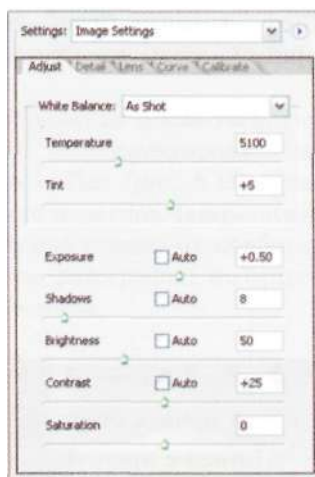 Settings: Image Settings
Adjust Detail Lens Curve Calibrate
White Balance: As Shot
Temperature 5100
Tint +5
Exposure Auto +0.50
Shadows Auto 8
Brightness Auto 50
Contrast Auto +25
Saturation 0